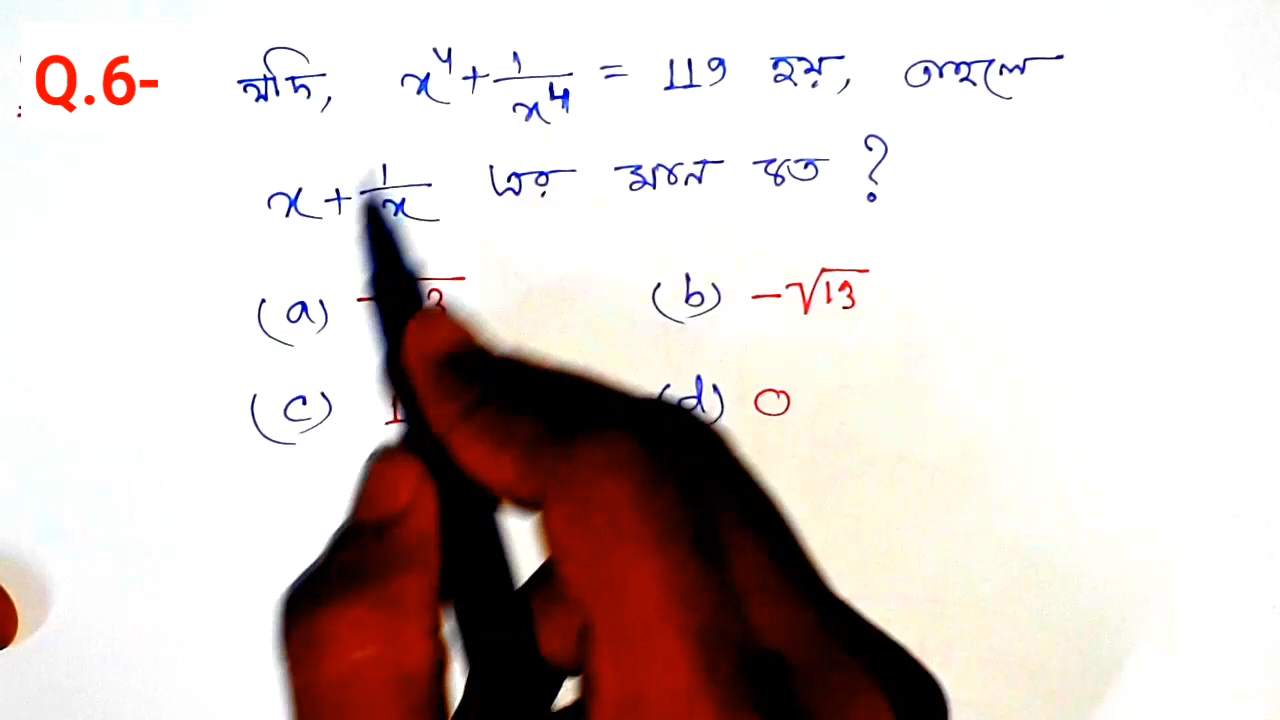 Q.6- যদি, x⁴ + 1/x⁴ = 119 হয়, তাহলে
x + 1/x এর মান কত ?
(a) (b) -√13
(c) (d) 0